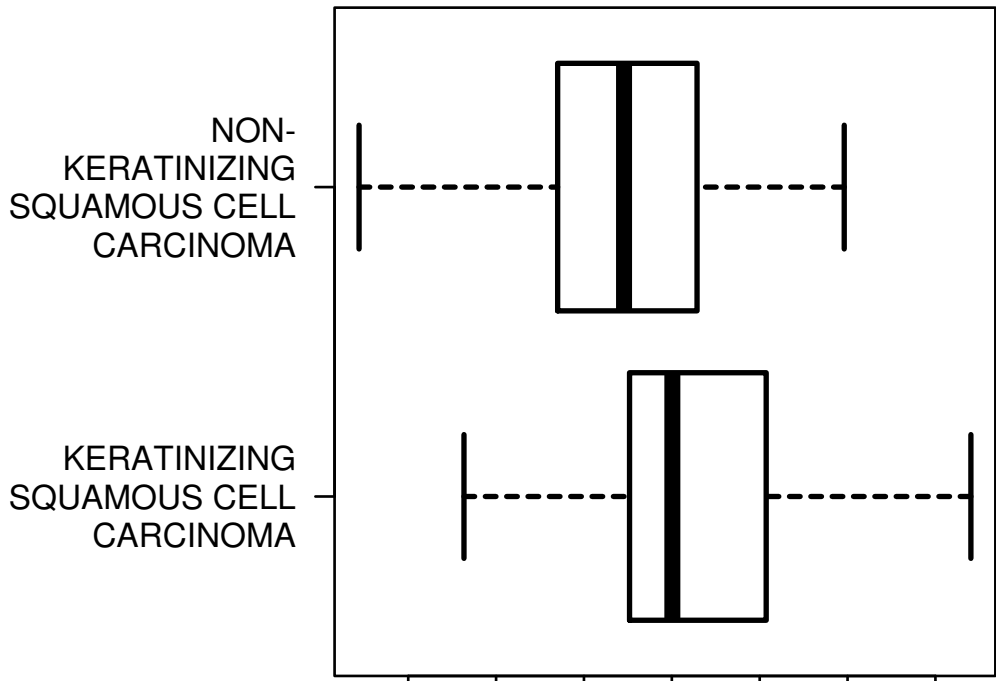 NON-
KERATINIZING
SQUAMOUS CELL
CARCINOMA
KERATINIZING
SQUAMOUS CELL
CARCINOMA